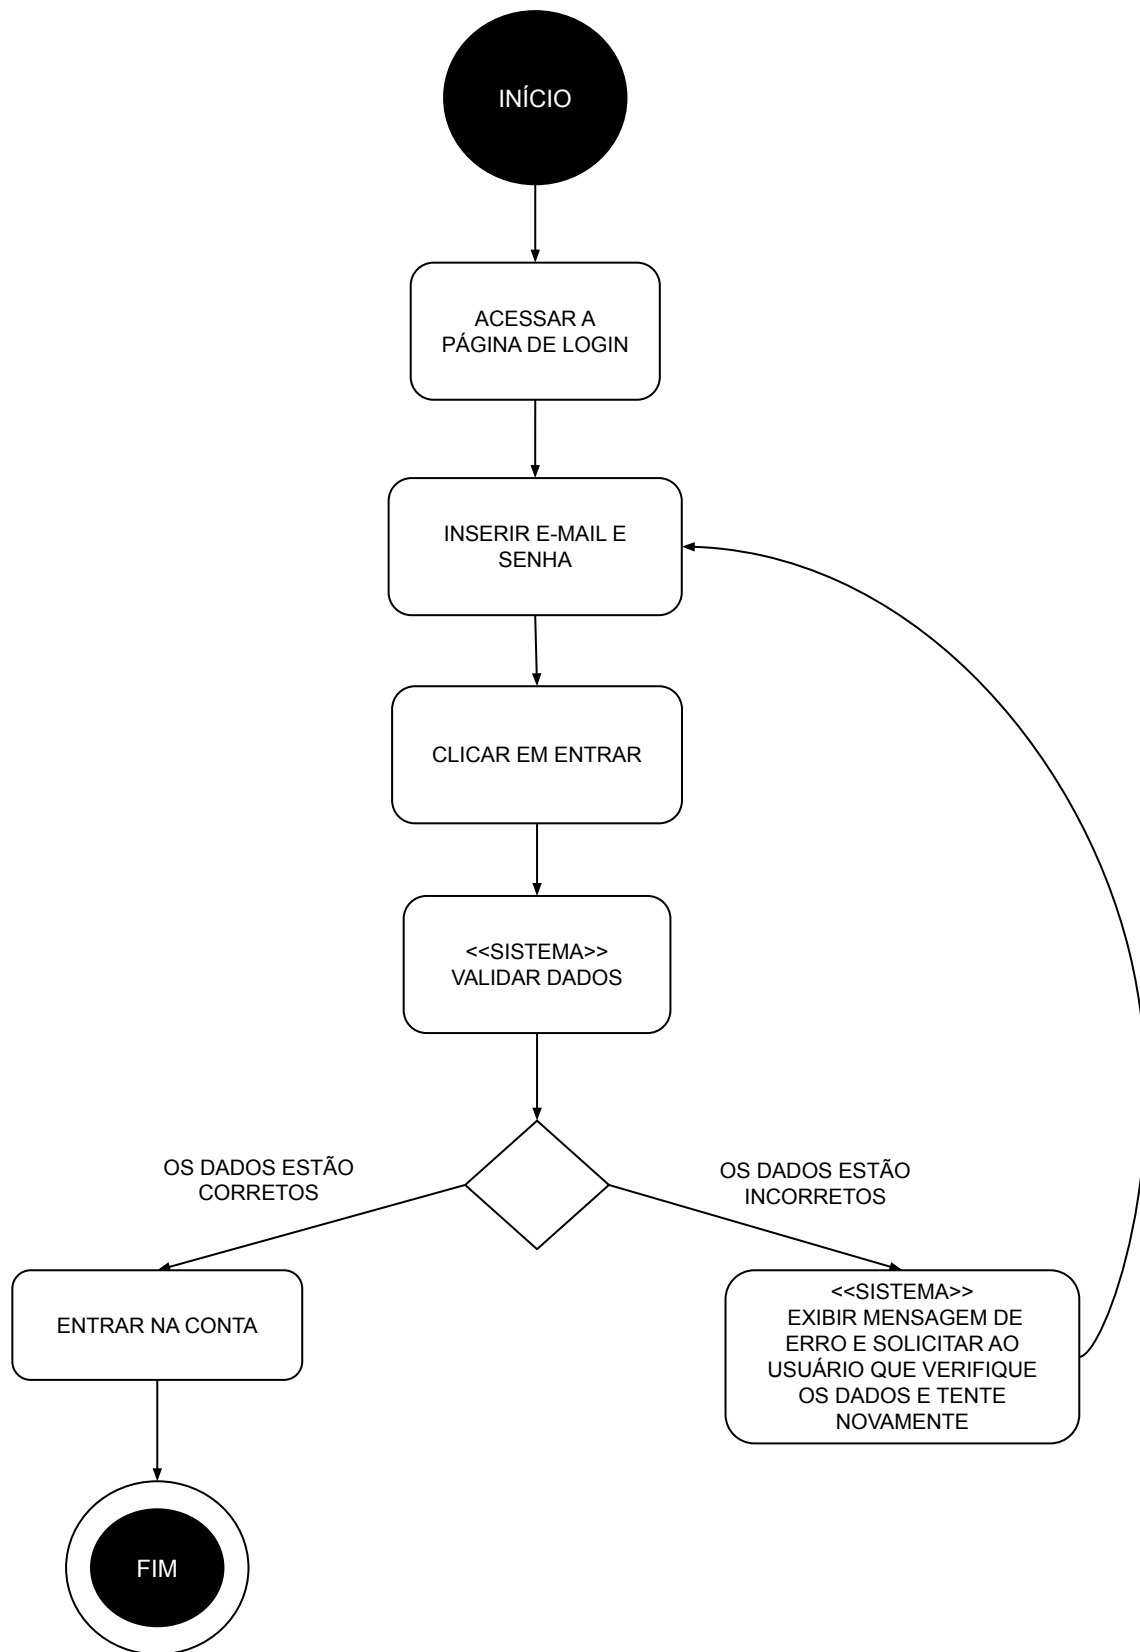 INÍCIO
ACESSAR A
PÁGINA DE LOGIN
INSERIR E-MAIL E
SENHA
CLICAR EM ENTRAR
<<SISTEMA>>
VALIDAR DADOS
OS DADOS ESTÃO
CORRETOS
OS DADOS ESTÃO
INCORRETOS
ENTRAR NA CONTA
<<SISTEMA>>
EXIBIR MENSAGEM DE
ERRO E SOLICITAR AO
USUÁRIO QUE VERIFIQUE
OS DADOS E TENTE
NOVAMENTE
FIM